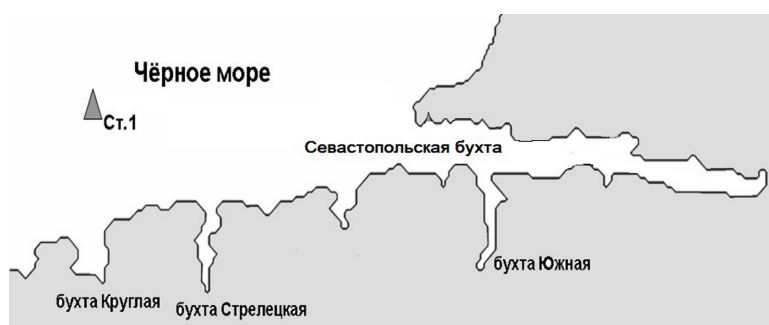 Чёрное море
Ст.1
Севастопольская бухта
бухта Южная
бухта Круглая
бухта Стрелецкая